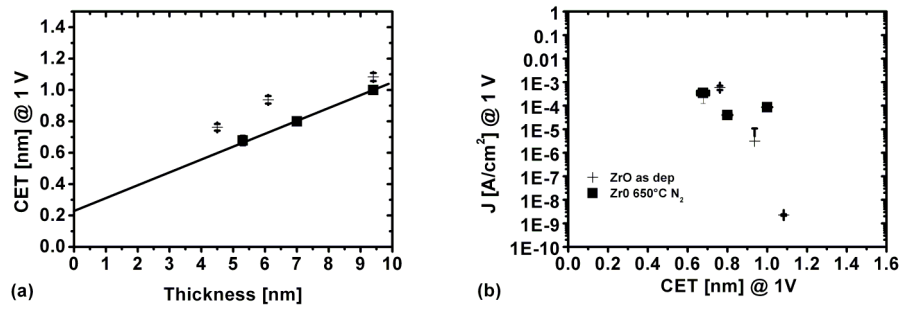 1.4
1.2
1.0
0.8
0.6
0.4
0.2
0.0
CET [nm] @ 1 V
0 1 2 3 4 5 6 7 8 9 10
(a)
Thickness [nm]
1
0.1
0.01
1E-3
1E-4
1E-5
1E-6
1E-7
1E-8
1E-9
1E-10
J [A/cm²] @ 1 V
ZrO as dep
Zr0 650°C N₂
0.0 0.2 0.4 0.6 0.8 1.0 1.2 1.4 1.6
(b)
CET [nm] @ 1V